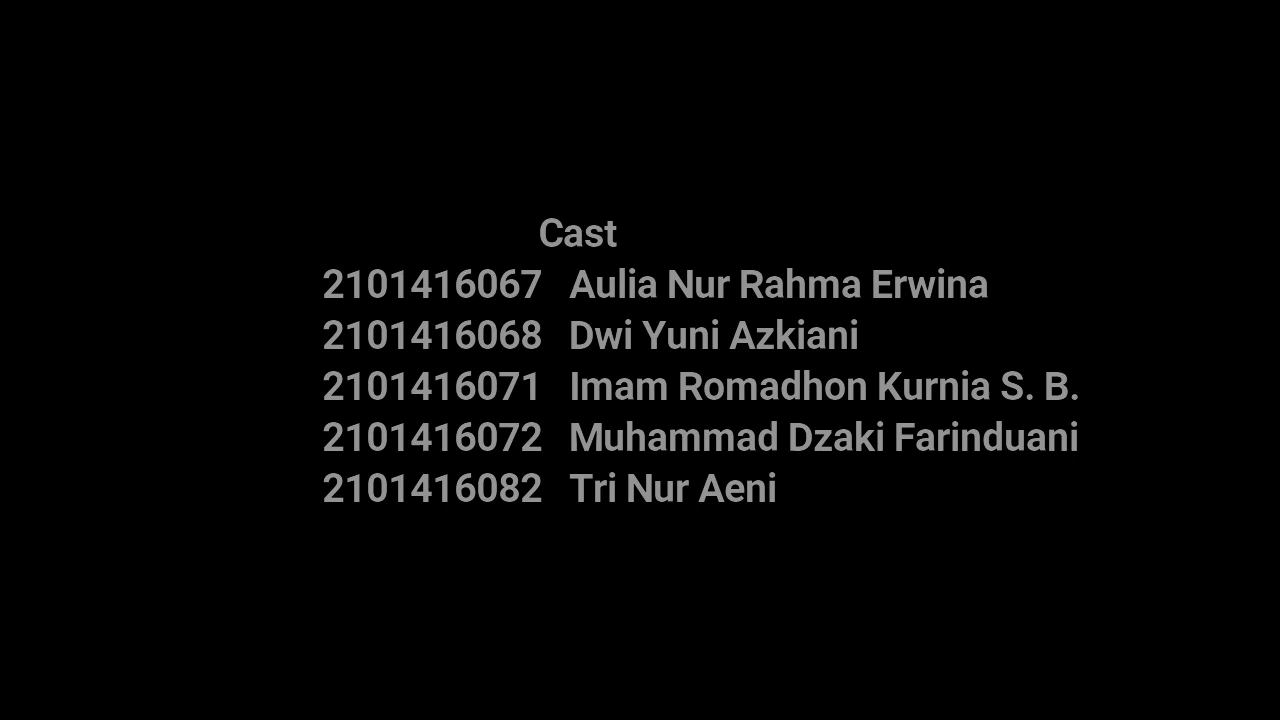 Cast
2101416067 Aulia Nur Rahma Erwina
2101416068 Dwi Yuni Azkiani
2101416071 Imam Romadhon Kurnia S. B.
2101416072 Muhammad Dzaki Farinduani
2101416082 Tri Nur Aeni